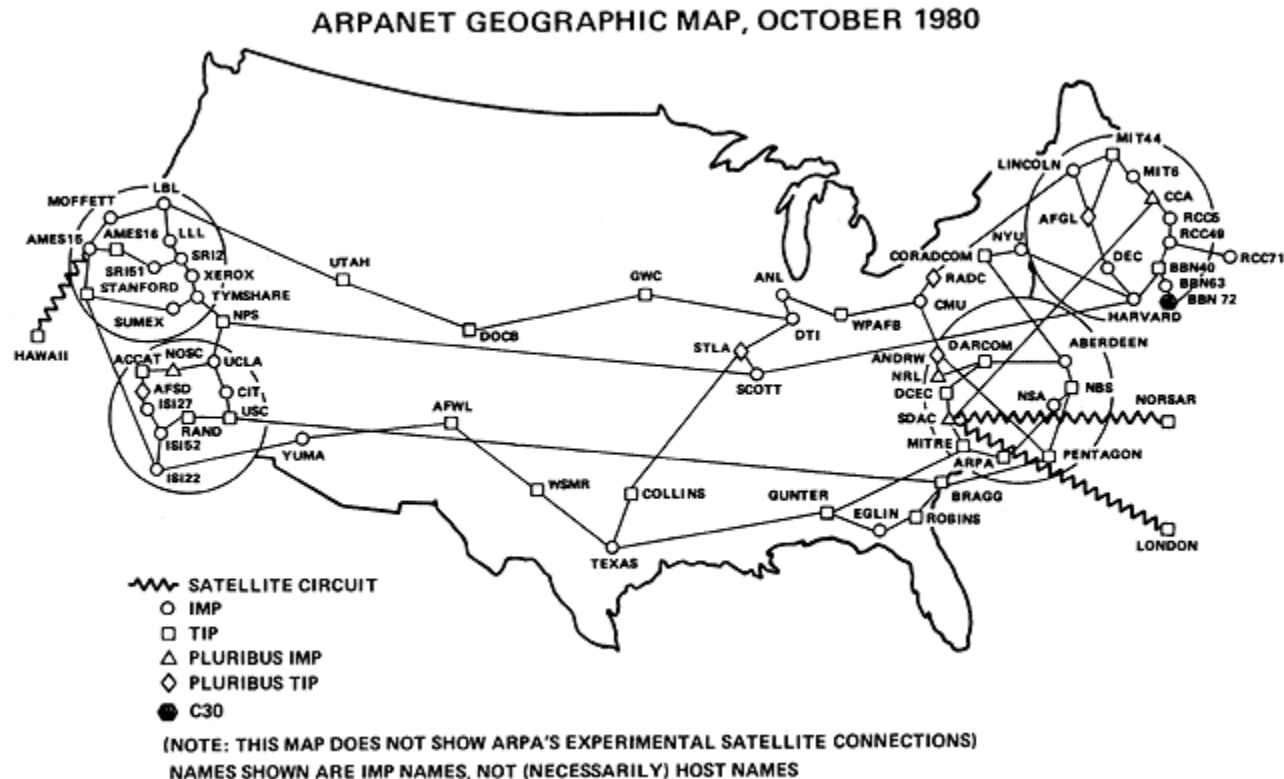 ARPANET GEOGRAPHIC MAP, OCTOBER 1980
MIT44
LINCOLN
MIT6
LBL
MOFFETT
CCA
AFGL
RCC5
AMES16
LLL
NYU
RCC49
AMES15
SRI2
UTAH
CORADCOM
DEC
RCC71
SRI51
XEROX
GWC
ANL
RADC
BBN40
STANFORD
TYMSHARE
BBN63
BBN 72
SUMEX
NPS
CMU
HARVARD
WPAFB
DTI
HAWAII
DOCB
DARCOM
ABERDEEN
ACCAT
NOSC
UCLA
STLA
ANDRW
NRL
SCOTT
AFSD
CIT
DCEC
NSA
NBS
ISI27
USC
AFWL
SDAC
NORSAR
RAND
ISI52
MITRE
YUMA
ARPA
PENTAGON
ISI22
WSMR
COLLINS
GUNTER
BRAGG
EGLIN
ROBINS
LONDON
TEXAS
SATELLITE CIRCUIT
IMP
TIP
PLURIBUS IMP
PLURIBUS TIP
C30
(NOTE: THIS MAP DOES NOT SHOW ARPA'S EXPERIMENTAL SATELLITE CONNECTIONS)
NAMES SHOWN ARE IMP NAMES, NOT (NECESSARILY) HOST NAMES